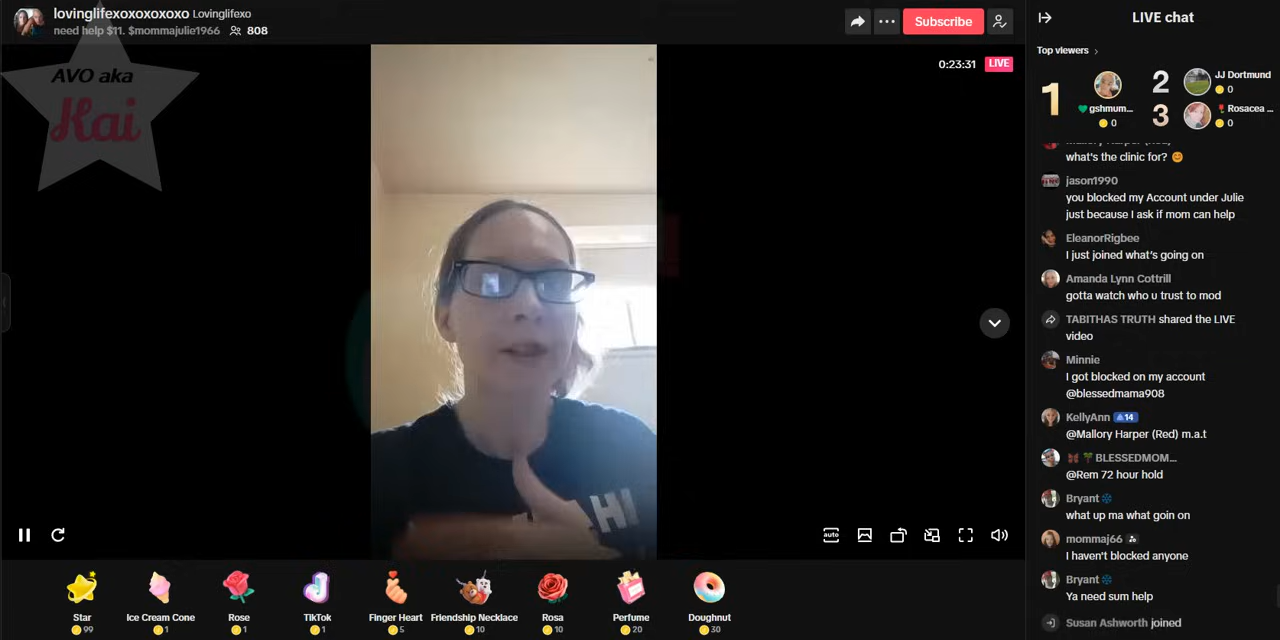 lovinglifexoxoxoxoxo Lovinglifexo
need help $11. $mommajulie1966 808
Subscribe
AVO aka
Kai
0:23:31 LIVE
HI
auto
Star
99
Ice Cream Cone
1
Rose
1
TikTok
1
Finger Heart
5
Friendship Necklace
10
Rosa
10
Perfume
20
Doughnut
30
LIVE chat
Top viewers
1
gshmum...
0
2
JJ Dortmund
0
3
Rosacea ...
0
what's the clinic for?
jason1990
you blocked my Account under Julie
just because I ask if mom can help
EleanorRigbee
I just joined what's going on
Amanda Lynn Cottrill
gotta watch who u trust to mod
TABITHAS TRUTH shared the LIVE
video
Minnie
I got blocked on my account
@blessedmama908
KellyAnn 14
@Mallory Harper (Red) m.a.t
BLESSEDMOM...
@Rem 72 hour hold
Bryant
what up ma what goin on
mommaj66
I haven't blocked anyone
Bryant
Ya need sum help
Susan Ashworth joined